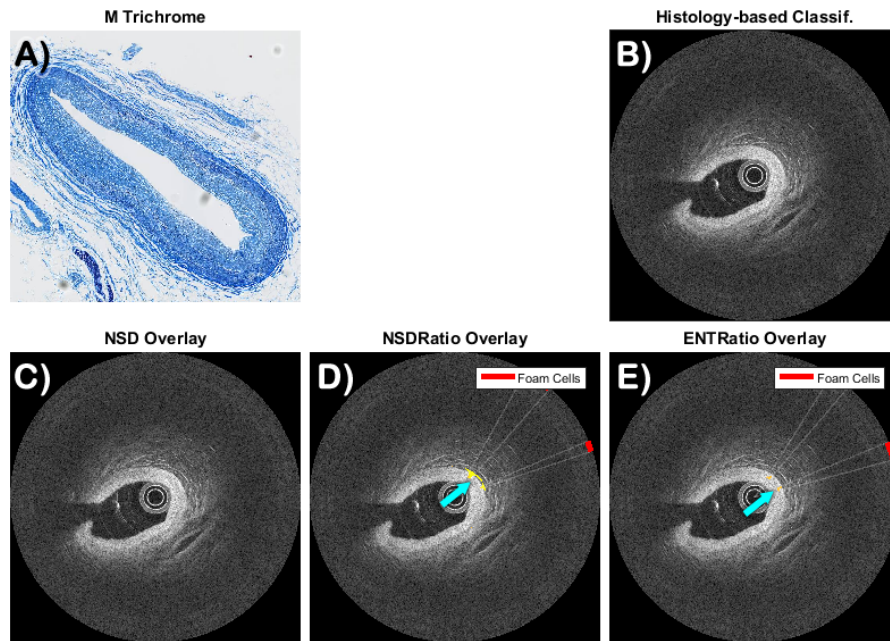 M Trichrome
Histology-based Classif.
A)
B)
NSD Overlay
NSDRatio Overlay
ENTRatio Overlay
C)
D)
Foam Cells
E)
Foam Cells